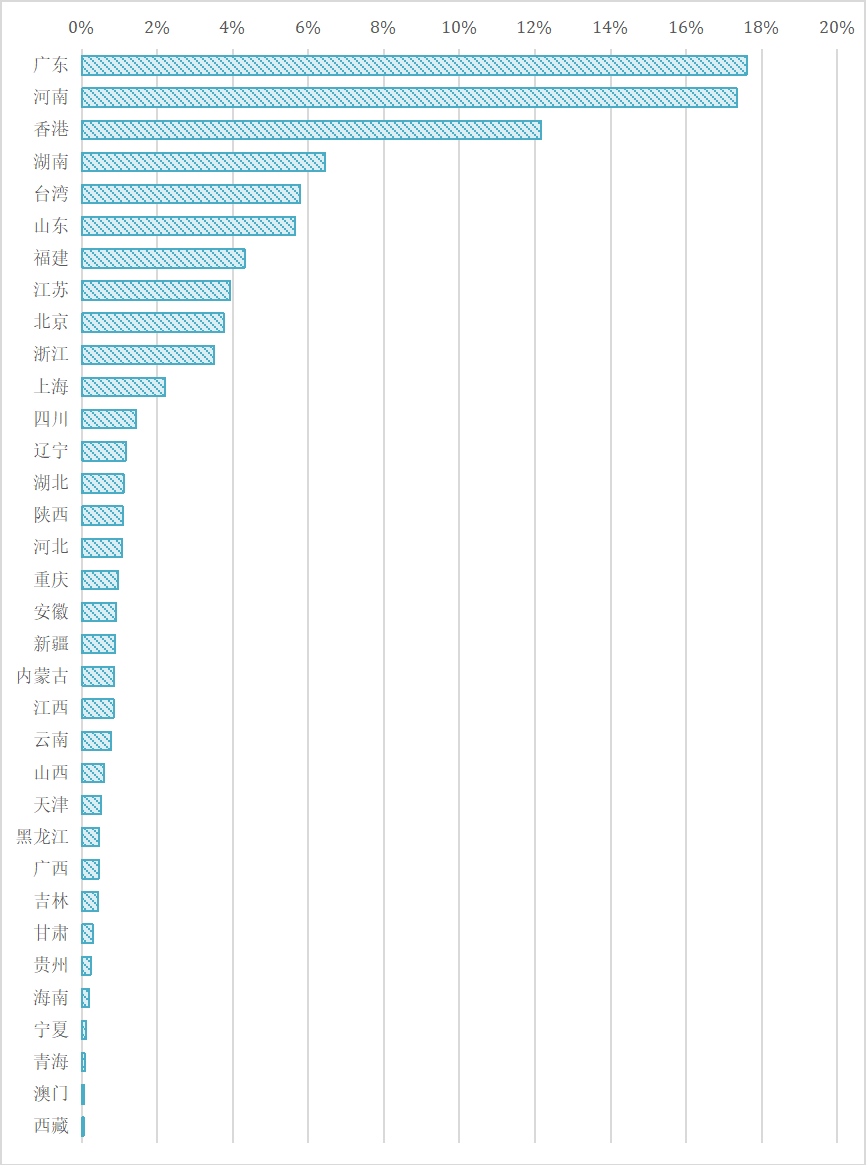 0% 2% 4% 6% 8% 10% 12% 14% 16% 18% 20%
广东
河南
香港
湖南
台湾
山东
福建
江苏
北京
浙江
上海
四川
辽宁
湖北
陕西
河北
重庆
安徽
新疆
内蒙古
江西
云南
山西
天津
黑龙江
广西
吉林
甘肃
贵州
海南
宁夏
青海
澳门
西藏